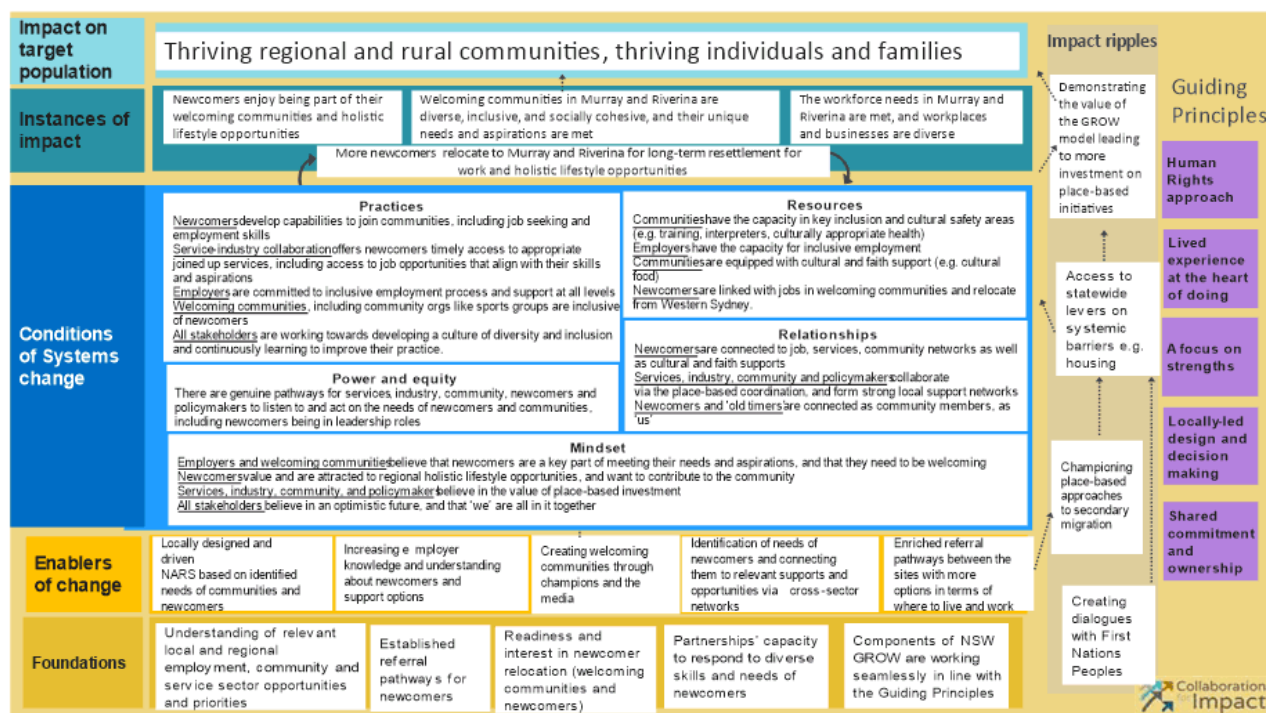 Impact on
target
population
Thriving regional and rural communities, thriving individuals and families
Instances of
impact
Newcomers enjoy being part of their
welcoming communities and holistic
lifestyle opportunities
Welcoming communities in Murray and Riverina are
diverse, inclusive, and socially cohesive, and their unique
needs and aspirations are met
The workforce needs in Murray and
Riverina are met, and workplaces
and businesses are diverse
More newcomers relocate to Murray and Riverina for long-term resettlement for
work and holistic lifestyle opportunities
Conditions
of Systems
change
Practices
Newcomers develop capabilities to join communities, including job seeking and
employment skills
Service-industry collaboration offers newcomers timely access to appropriate
joined up services, including access to job opportunities that align with their skills
and aspirations
Employers are committed to inclusive employment process and support at all levels
Welcoming communities, including community orgs like sports groups are inclusive
of newcomers
All stakeholders are working towards developing a culture of diversity and inclusion
and continuously learning to improve their practice.
Power and equity
There are genuine pathways for services, industry, community, newcomers and
policymakers to listen to and act on the needs of newcomers and communities,
including newcomers being in leadership roles
Resources
Communities have the capacity in key inclusion and cultural safety areas
(e.g. training, interpreters, culturally appropriate health)
Employers have the capacity for inclusive employment
Communities are equipped with cultural and faith support (e.g. cultural
food)
Newcomers are linked with jobs in welcoming communities and relocate
from Western Sydney.
Relationships
Newcomers are connected to job, services, community networks as well
as cultural and faith supports
Services, industry, community and policymakers collaborate
via the place-based coordination, and form strong local support networks
Newcomers and 'old timers' are connected as community members, as
'us'
Mindset
Employers and welcoming communities believe that newcomers are a key part of meeting their needs and aspirations, and that they need to be welcoming
Newcomers value and are attracted to regional holistic lifestyle opportunities, and want to contribute to the community
Services, industry, community, and policymakers believe in the value of place-based investment
All stakeholders believe in an optimistic future, and that 'we' are all in it together
Enablers
of change
Locally designed and
driven
NARS based on identified
needs of communities and
newcomers
Increasing e mployer
knowledge and understanding
about newcomers and
support options
Creating welcoming
communities through
champions and the
media
Identification of needs of
newcomers and connecting
them to relevant supports and
opportunities via cross-sector
networks
Enriched referral
pathways between the
sites with more
options in terms of
where to live and work
Foundations
Understanding of relevant
local and regional
employment, community and
service sector opportunities
and priorities
Established
referral
pathways for
newcomers
Readiness and
interest in newcomer
relocation (welcoming
communities and
newcomers)
Partnerships' capacity
to respond to diverse
skills and needs of
newcomers
Components of NSW
GROW are working
seamlessly in line with
the Guiding Principles
Impact ripples
Demonstrating
the value of
the GROW
model leading
to more
investment on
place-based
initiatives
Access to
statewide
levers on
systemic
barriers e.g.
housing
Championing
place-based
approaches
to secondary
migration
Creating
dialogues
with First
Nations
Peoples
Guiding
Principles
Human
Rights
approach
Lived
experience
at the heart
of doing
A focus on
strengths
Locally-led
design and
decision
making
Shared
commitment
and
ownership
Collaboration
for Impact